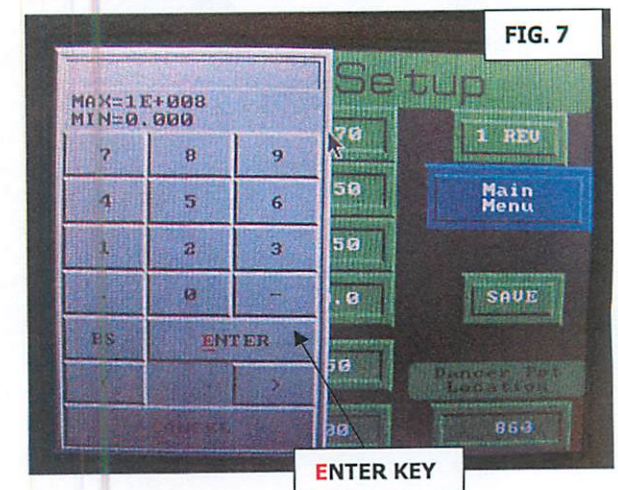 FIG. 7
Setup
MAX=1E+008
MIN=0.000
70
1 REV
7 8 9
50
Main
Menu
4 5 6
1 2 3
50
. 0 -
.0
SAVE
BS ENTER
50
Dancer Pot
Location
< >
CANCEL
00
860
ENTER KEY